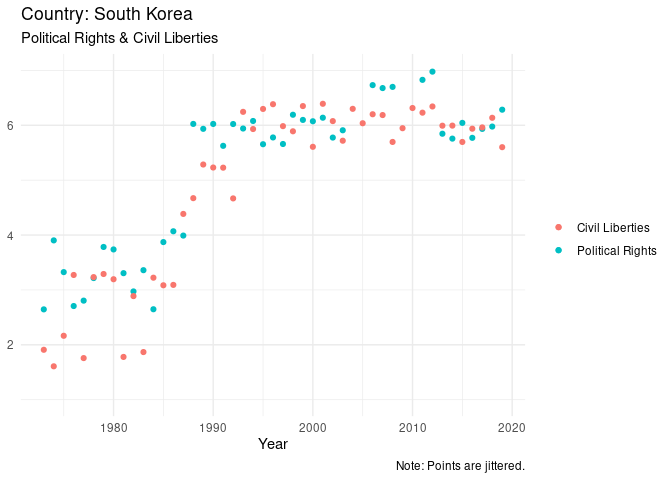 Country: South Korea
Political Rights & Civil Liberties
6
4
2
Civil Liberties
Political Rights
1980 1990 2000 2010 2020
Year
Note: Points are jittered.